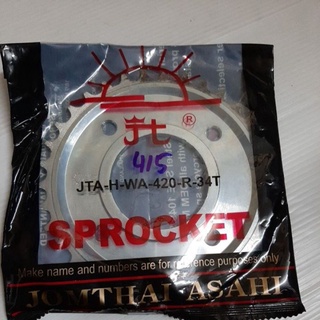 jt ®
415
JTA-H-WA-420-R-34T
SPROCKET
Make name and numbers are for reference purposes only
JOMTHAI ASAHI